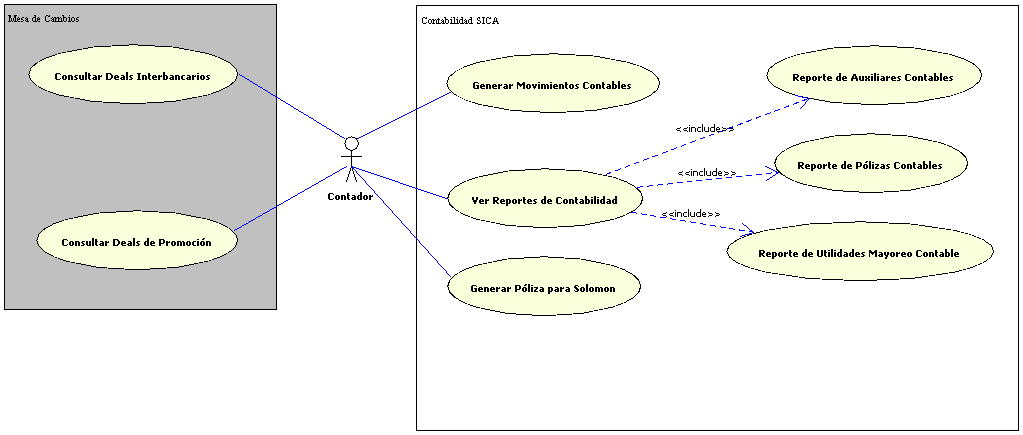 Mesa de Cambios
Contabilidad SICA
Consultar Deals Interbancarios
Generar Movimientos Contables
Reporte de Auxiliares Contables
<<include>>
Reporte de Pólizas Contables
<<include>>
Contador
Ver Reportes de Contabilidad
<<include>>
Consultar Deals de Promoción
Reporte de Utilidades Mayoreo Contable
Generar Póliza para Solomon